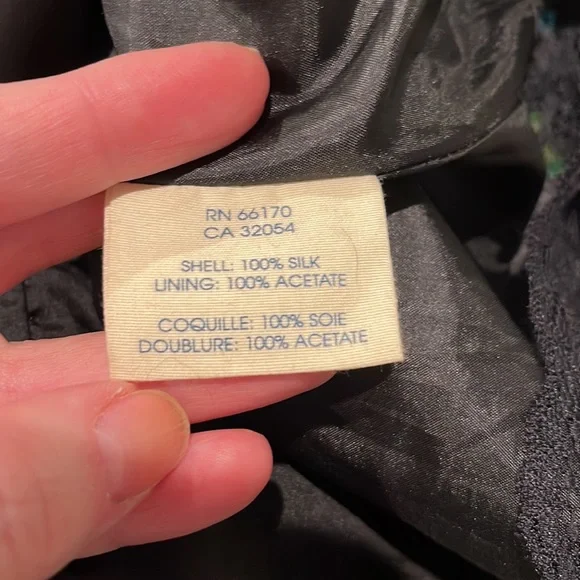 RN 66170
CA 32054
SHELL: 100% SILK
LINING: 100% ACETATE
COQUILLE: 100% SOIE
DOUBLURE: 100% ACETATE